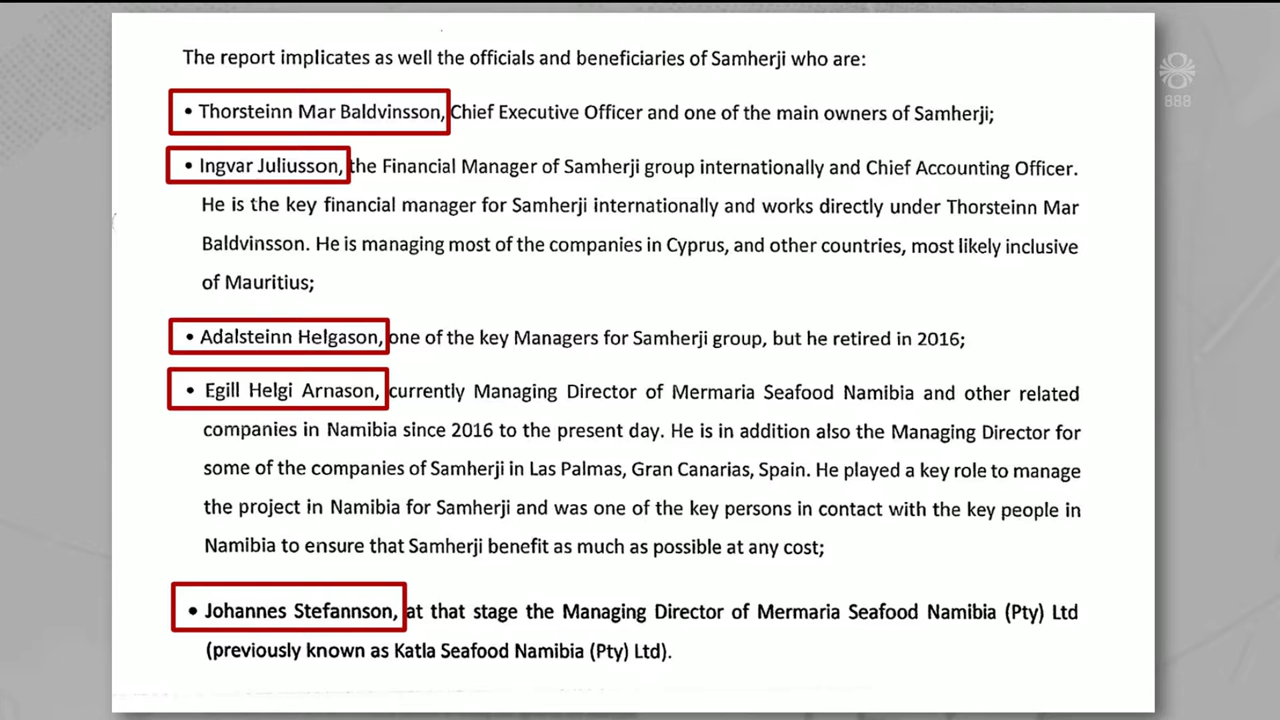 The report implicates as well the officials and beneficiaries of Samherji who are:
888
• Thorsteinn Mar Baldvinsson, Chief Executive Officer and one of the main owners of Samherji;
• Ingvar Juliusson, the Financial Manager of Samherji group internationally and Chief Accounting Officer.
He is the key financial manager for Samherji internationally and works directly under Thorsteinn Mar
Baldvinsson. He is managing most of the companies in Cyprus, and other countries, most likely inclusive
of Mauritius;
• Adalsteinn Helgason, one of the key Managers for Samherji group, but he retired in 2016;
• Egill Helgi Arnason, currently Managing Director of Mermaria Seafood Namibia and other related
companies in Namibia since 2016 to the present day. He is in addition also the Managing Director for
some of the companies of Samherji in Las Palmas, Gran Canarias, Spain. He played a key role to manage
the project in Namibia for Samherji and was one of the key persons in contact with the key people in
Namibia to ensure that Samherji benefit as much as possible at any cost;
• Johannes Stefannson, at that stage the Managing Director of Mermaria Seafood Namibia (Pty) Ltd
(previously known as Katla Seafood Namibia (Pty) Ltd).